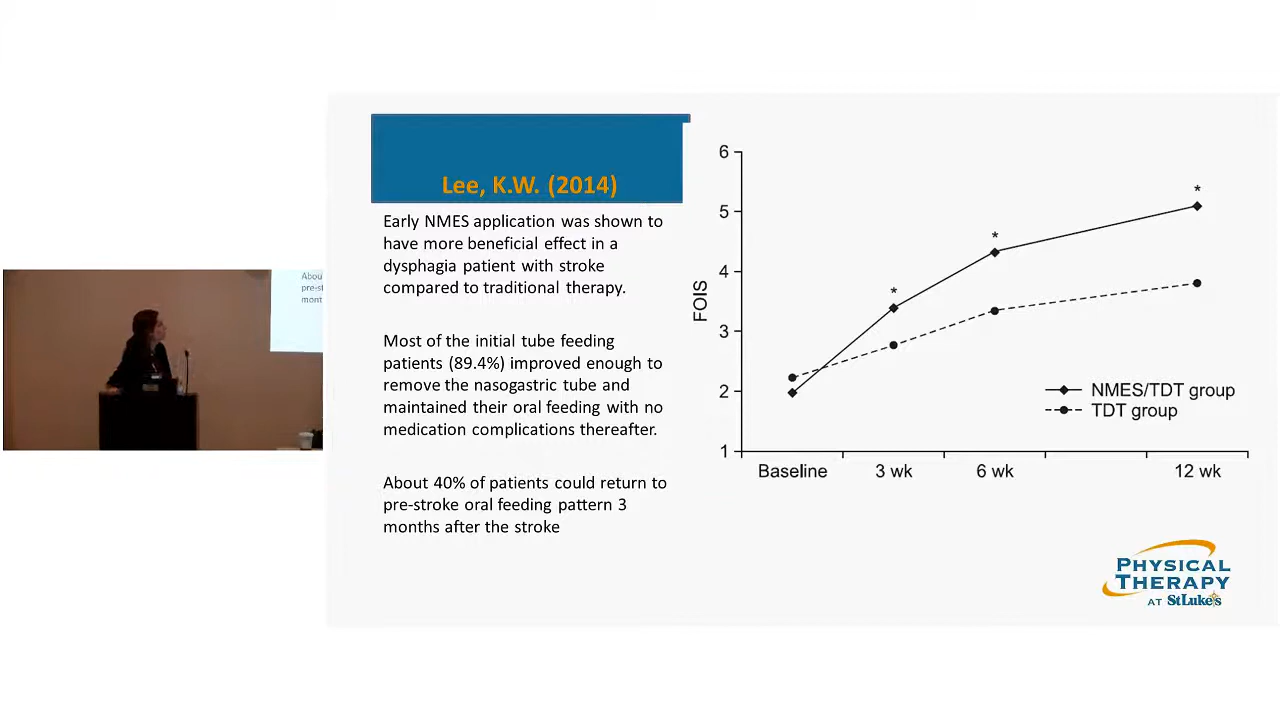 Lee, K.W. (2014)
Early NMES application was shown to
have more beneficial effect in a
dysphagia patient with stroke
compared to traditional therapy.
Most of the initial tube feeding
patients (89.4%) improved enough to
remove the nasogastric tube and
maintained their oral feeding with no
medication complications thereafter.
About 40% of patients could return to
pre-stroke oral feeding pattern 3
months after the stroke
FOIS
6
5
4
3
2
1
*
*
*
NMES/TDT group
TDT group
Baseline
3 wk
6 wk
12 wk
PHYSICAL
THERAPY
AT StLuke's
Abou
pre-st
mont